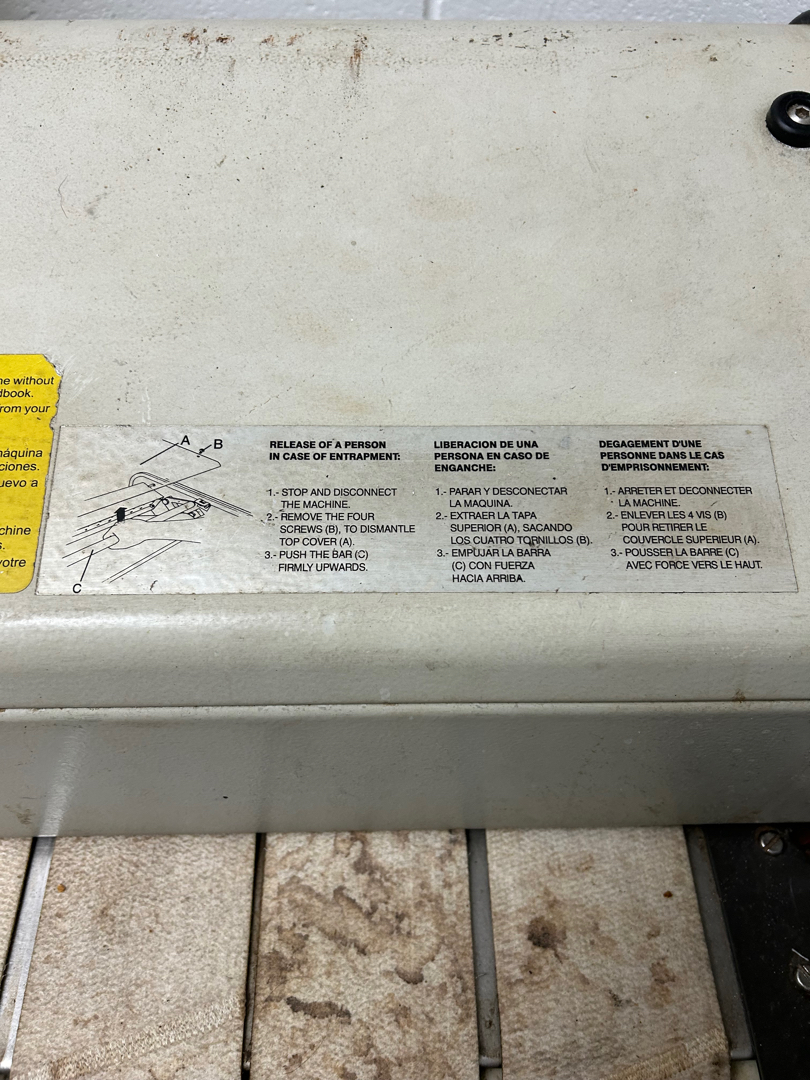 ne without
dbook.
rom your
máquina
ciones.
uevo a
chine
s.
votre
A
B
C
RELEASE OF A PERSON
IN CASE OF ENTRAPMENT:
1.- STOP AND DISCONNECT
THE MACHINE.
2.- REMOVE THE FOUR
SCREWS (B), TO DISMANTLE
TOP COVER (A).
3.- PUSH THE BAR (C)
FIRMLY UPWARDS.
LIBERACION DE UNA
PERSONA EN CASO DE
ENGANCHE:
1.- PARAR Y DESCONECTAR
LA MAQUINA.
2.- EXTRAER LA TAPA
SUPERIOR (A), SACANDO
LOS CUATRO TORNILLOS (B).
3.- EMPUJAR LA BARRA
(C) CON FUERZA
HACIA ARRIBA.
DEGAGEMENT D'UNE
PERSONNE DANS LE CAS
D'EMPRISONNEMENT:
1.- ARRETER ET DECONNECTER
LA MACHINE.
2.- ENLEVER LES 4 VIS (B)
POUR RETIRER LE
COUVERCLE SUPERIEUR (A).
3.- POUSSER LA BARRE (C)
AVEC FORCE VERS LE HAUT.